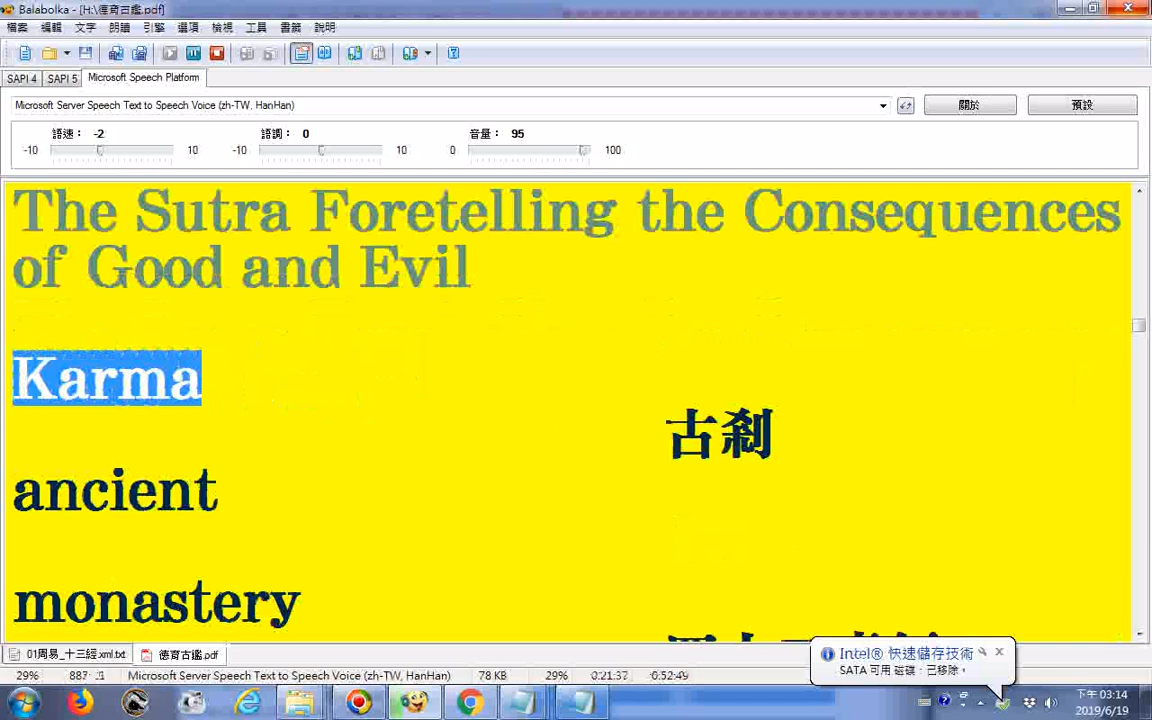 Balabolka - [H:\德育古鑑.pdf]
檔案 編輯 文字 朗讀 引擎 選項 檢視 工具 書籤 說明
SAPI 4 SAPI 5 Microsoft Speech Platform
Microsoft Server Speech Text to Speech Voice (zh-TW, HanHan) 關於 預設
語速： -2 語調： 0 音量： 95
-10 10 -10 10 0 100
The Sutra Foretelling the Consequences
of Good and Evil
Karma
古剎
ancient
monastery
Intel® 快速儲存技術
SATA 可用 磁碟：已移除。
01周易_十三經.xml.txt 德育古鑑.pdf
29% 887 : 1 Microsoft Server Speech Text to Speech Voice (zh-TW, HanHan) 78 KB 29% 0:21:37 0:52:49
下午 03:14
2019/6/19